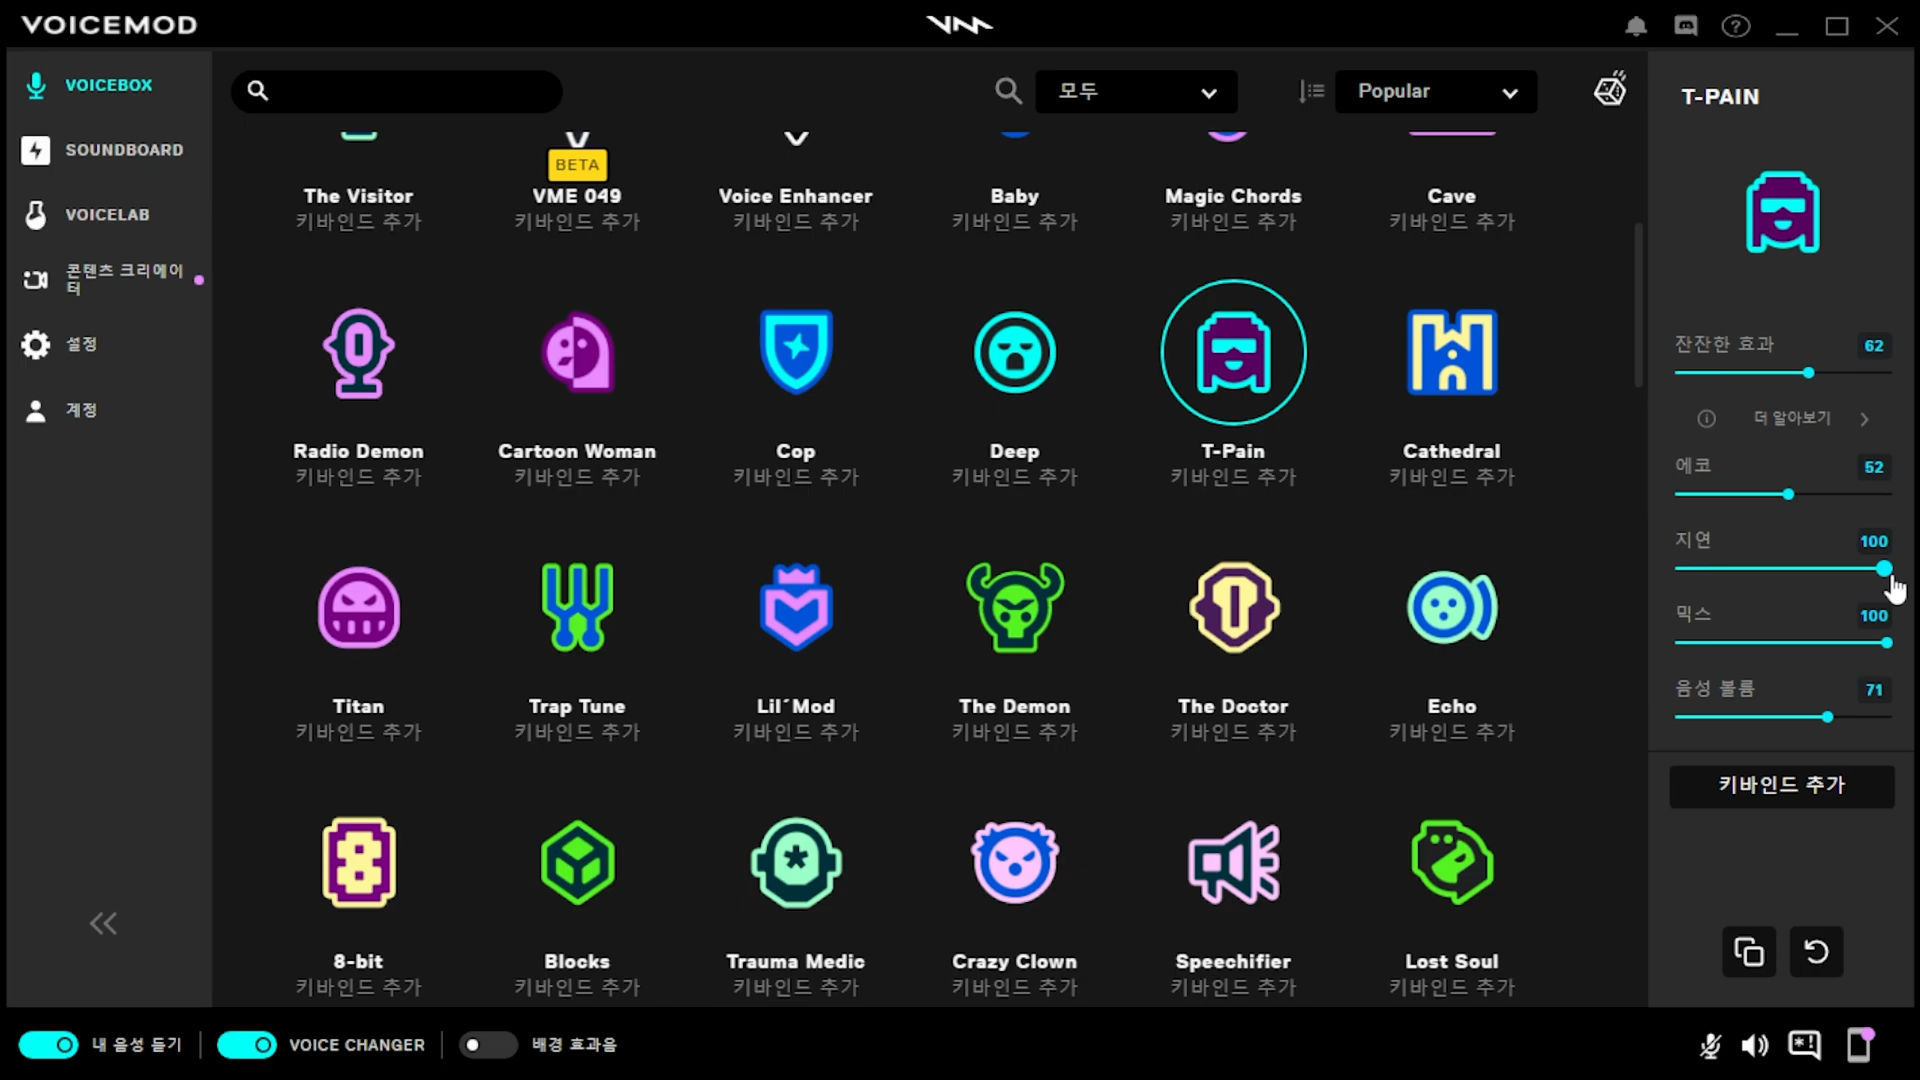 VOICEMOD
VOICEBOX
SOUNDBOARD
VOICELAB
콘텐츠 크리에이
터
설정
계정
모두
Popular
BETA
The Visitor
키바인드 추가
VME 049
키바인드 추가
Voice Enhancer
키바인드 추가
Baby
키바인드 추가
Magic Chords
키바인드 추가
Cave
키바인드 추가
Radio Demon
키바인드 추가
Cartoon Woman
키바인드 추가
Cop
키바인드 추가
Deep
키바인드 추가
T-Pain
키바인드 추가
Cathedral
키바인드 추가
Titan
키바인드 추가
Trap Tune
키바인드 추가
Lil´Mod
키바인드 추가
The Demon
키바인드 추가
The Doctor
키바인드 추가
Echo
키바인드 추가
8-bit
키바인드 추가
Blocks
키바인드 추가
Trauma Medic
키바인드 추가
Crazy Clown
키바인드 추가
Speechifier
키바인드 추가
Lost Soul
키바인드 추가
T-PAIN
잔잔한 효과 62
더 알아보기
에코 52
지연 100
믹스 100
음성 볼륨 71
키바인드 추가
내 음성 듣기
VOICE CHANGER
배경 효과음